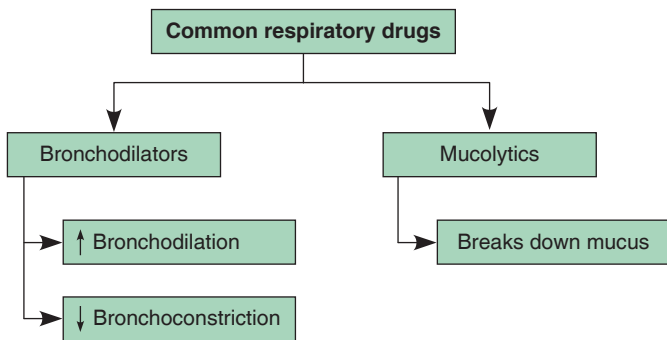 Common respiratory drugs
Bronchodilators
Mucolytics
↑ Bronchodilation
Breaks down mucus
↓ Bronchoconstriction